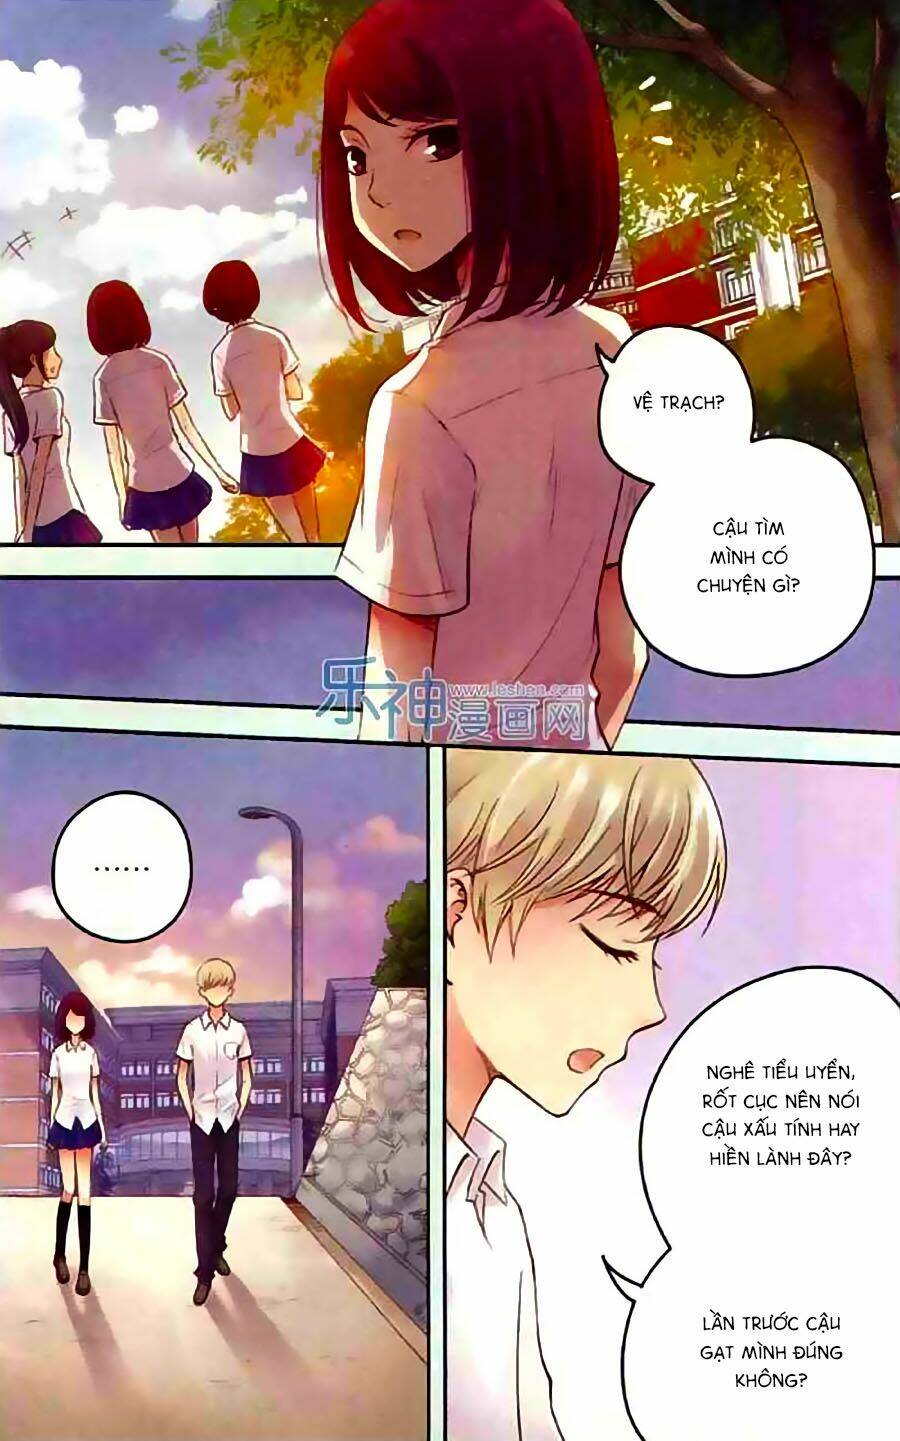 VỆ TRẠCH?
CẬU TÌM
MÌNH CÓ
CHUYỆN GÌ?
乐神漫画网
www.leshen.com
......
NGHÊ TIỂU UYỂN,
RỐT CỤC NÊN NÓI
CẬU XẤU TÍNH HAY
HIỀN LÀNH ĐÂY?
LẦN TRƯỚC CẬU
GẠT MÌNH ĐÚNG
KHÔNG?